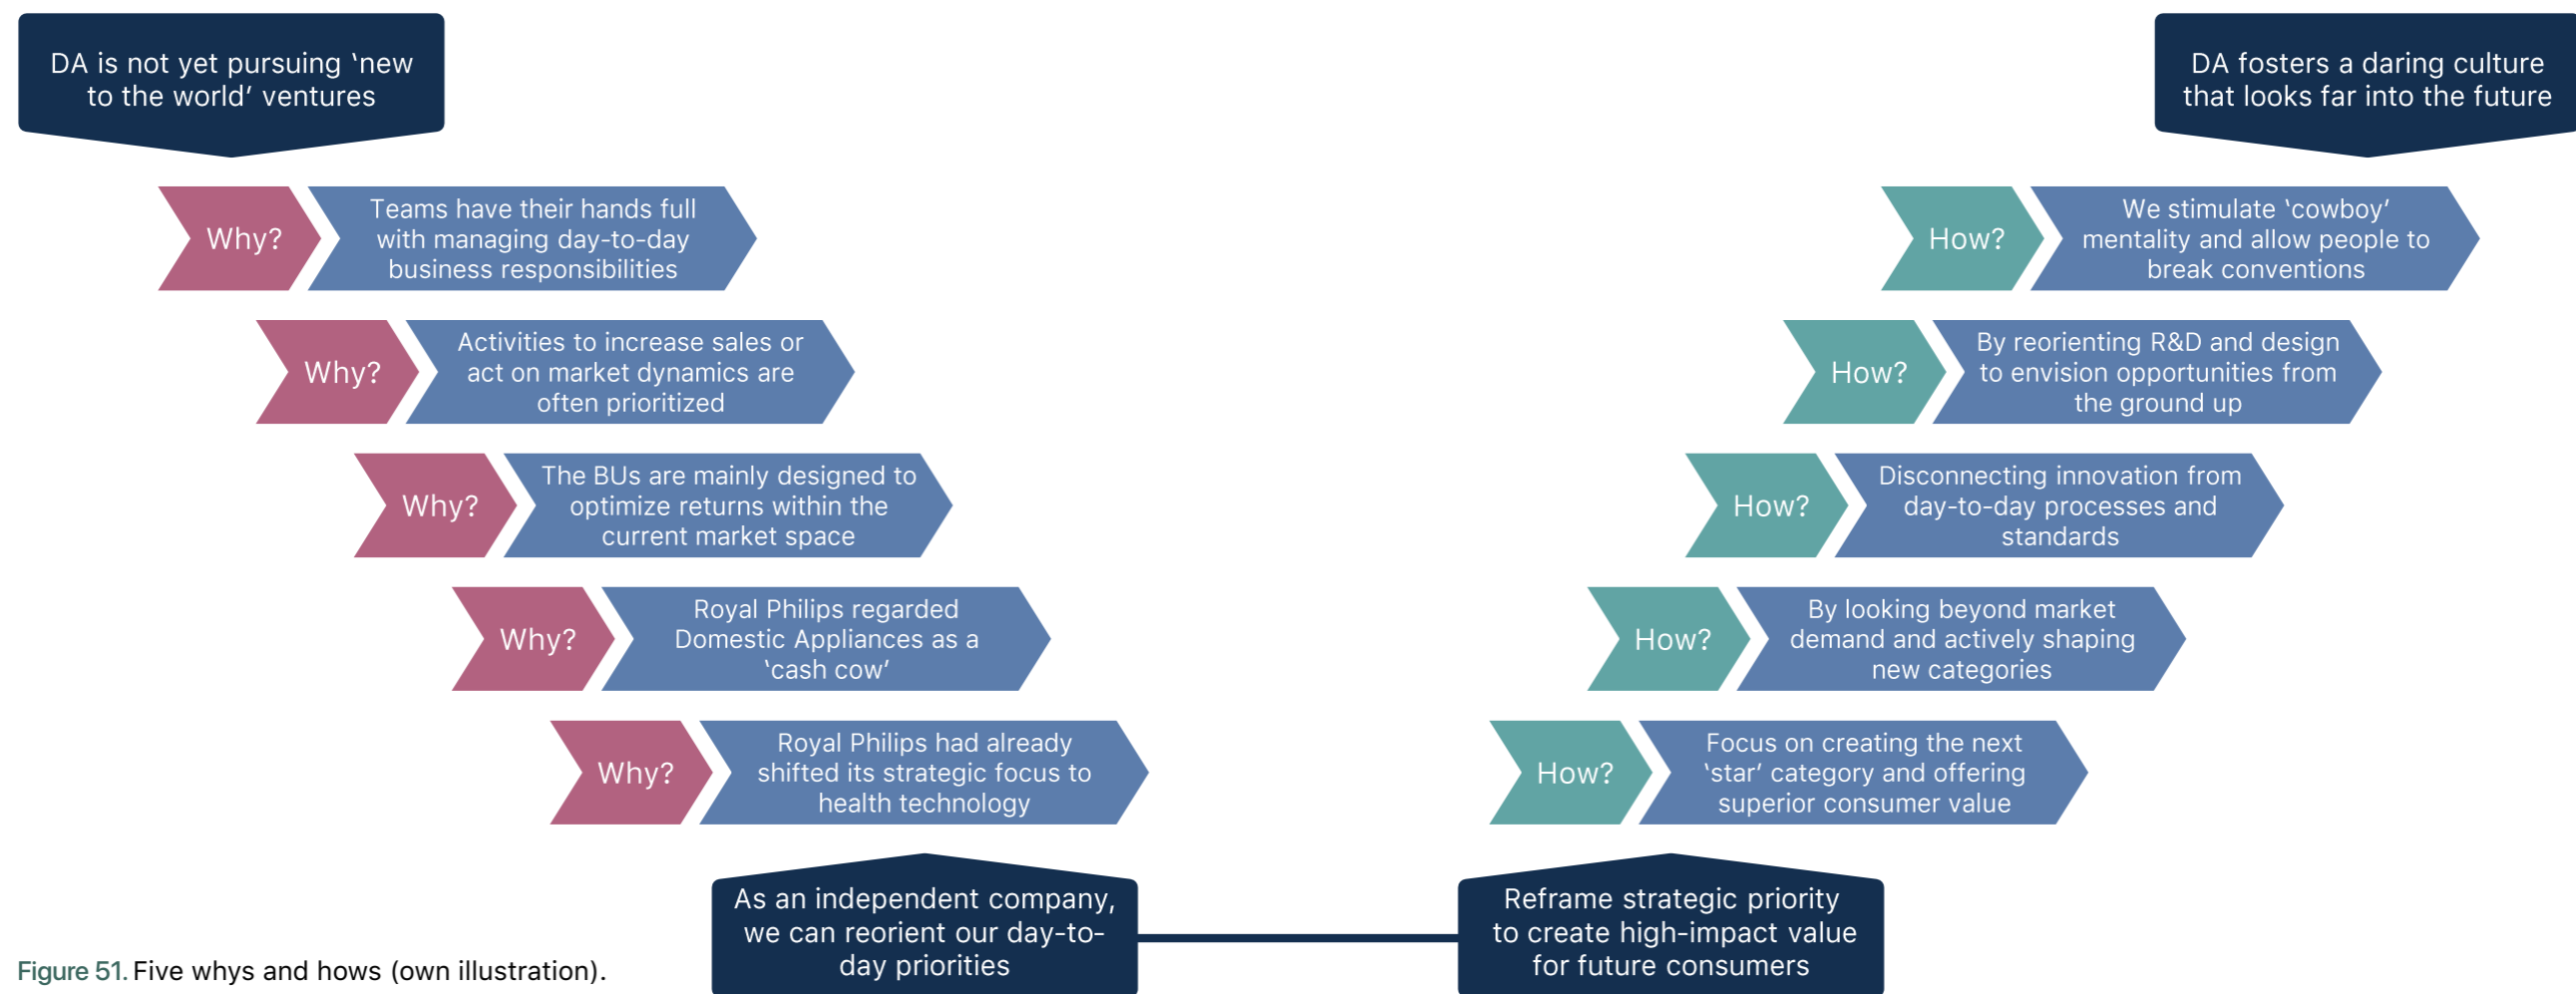 DA is not yet pursuing ‘new
to the world’ ventures
Why?
Teams have their hands full
with managing day-to-day
business responsibilities
Why?
Activities to increase sales or
act on market dynamics are
often prioritized
Why?
The BUs are mainly designed to
optimize returns within the
current market space
Why?
Royal Philips regarded
Domestic Appliances as a
‘cash cow’
Why?
Royal Philips had already
shifted its strategic focus to
health technology
As an independent company,
we can reorient our day-to-
day priorities
DA fosters a daring culture
that looks far into the future
How?
We stimulate ‘cowboy’
mentality and allow people to
break conventions
How?
By reorienting R&D and design
to envision opportunities from
the ground up
How?
Disconnecting innovation from
day-to-day processes and
standards
How?
By looking beyond market
demand and actively shaping
new categories
How?
Focus on creating the next
‘star’ category and offering
superior consumer value
Reframe strategic priority
to create high-impact value
for future consumers
Figure 51. Five whys and hows (own illustration).